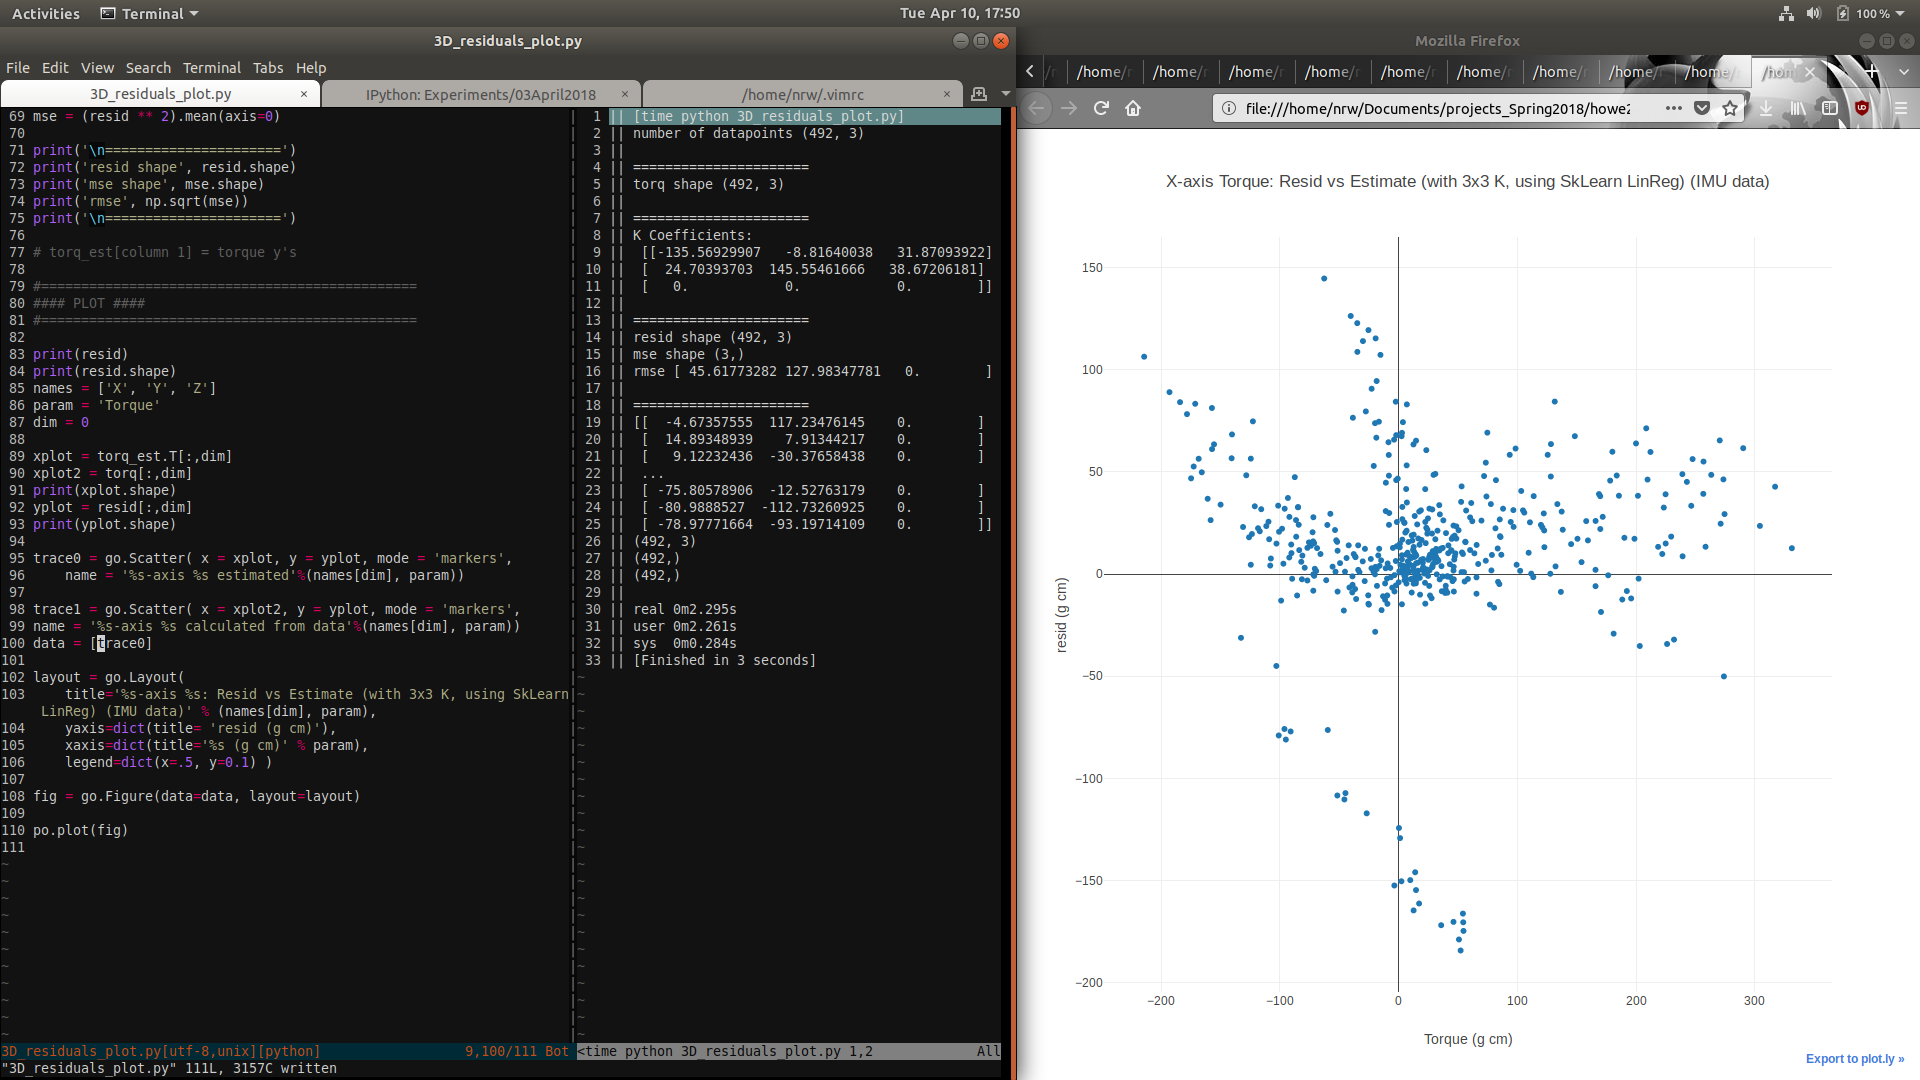 Activities Terminal Tue Apr 10, 17:50 100 %
3D_residuals_plot.py
File Edit View Search Terminal Tabs Help
3D_residuals_plot.py × IPython: Experiments/03April2018 × /home/nrw/.vimrc ×
69 mse = (resid ** 2).mean(axis=0)
70
71 print('\n======================')
72 print('resid shape', resid.shape)
73 print('mse shape', mse.shape)
74 print('rmse', np.sqrt(mse))
75 print('\n======================')
76
77 # torq_est[column 1] = torque y's
78
79 #===============================================
80 #### PLOT ####
81 #===============================================
82
83 print(resid)
84 print(resid.shape)
85 names = ['X', 'Y', 'Z']
86 param = 'Torque'
87 dim = 0
88
89 xplot = torq_est.T[:,dim]
90 xplot2 = torq[:,dim]
91 print(xplot.shape)
92 yplot = resid[:,dim]
93 print(yplot.shape)
94
95 trace0 = go.Scatter( x = xplot, y = yplot, mode = 'markers',
96     name = '%s-axis %s estimated'%(names[dim], param))
97
98 trace1 = go.Scatter( x = xplot2, y = yplot, mode = 'markers',
99 name = '%s-axis %s calculated from data'%(names[dim], param))
100 data = [trace0]
101
102 layout = go.Layout(
103     title='%s-axis %s: Resid vs Estimate (with 3x3 K, using SkLearn
 LinReg) (IMU data)' % (names[dim], param),
104     yaxis=dict(title= 'resid (g cm)'),
105     xaxis=dict(title='%s (g cm)' % param),
106     legend=dict(x=.5, y=0.1) )
107
108 fig = go.Figure(data=data, layout=layout)
109
110 po.plot(fig)
111
3D_residuals_plot.py[utf-8,unix][python] 9,100/111 Bot
"3D_residuals_plot.py" 111L, 3157C written
1 || [time python 3D_residuals_plot.py]
2 || number of datapoints (492, 3)
3 ||
4 || ======================
5 || torq shape (492, 3)
6 ||
7 || ======================
8 || K Coefficients:
9 ||  [[-135.56929907   -8.81640038   31.87093922]
10 ||  [  24.70393703  145.55461666   38.67206181]
11 ||  [   0.            0.            0.        ]]
12 ||
13 || ======================
14 || resid shape (492, 3)
15 || mse shape (3,)
16 || rmse [ 45.61773282 127.98347781   0.        ]
17 ||
18 || ======================
19 || [[  -4.67357555  117.23476145    0.        ]
20 ||  [  14.89348939    7.91344217    0.        ]
21 ||  [   9.12232436  -30.37658438    0.        ]
22 ||  ...
23 ||  [ -75.80578906  -12.52763179    0.        ]
24 ||  [ -80.9888527  -112.73260925    0.        ]
25 ||  [ -78.97771664  -93.19714109    0.        ]]
26 || (492, 3)
27 || (492,)
28 || (492,)
29 ||
30 || real 0m2.295s
31 || user 0m2.261s
32 || sys  0m0.284s
33 || [Finished in 3 seconds]
<time python 3D_residuals_plot.py 1,2 All
Mozilla Firefox
/home/ /home/ /home/ /home/ /home/ /home/ /home/ /home/ /home/ /hom
file:///home/nrw/Documents/projects_Spring2018/howe2
X-axis Torque: Resid vs Estimate (with 3x3 K, using SkLearn LinReg) (IMU data)
150
100
50
0
−50
−100
−150
−200
resid (g cm)
−200 −100 0 100 200 300
Torque (g cm)
Export to plot.ly »